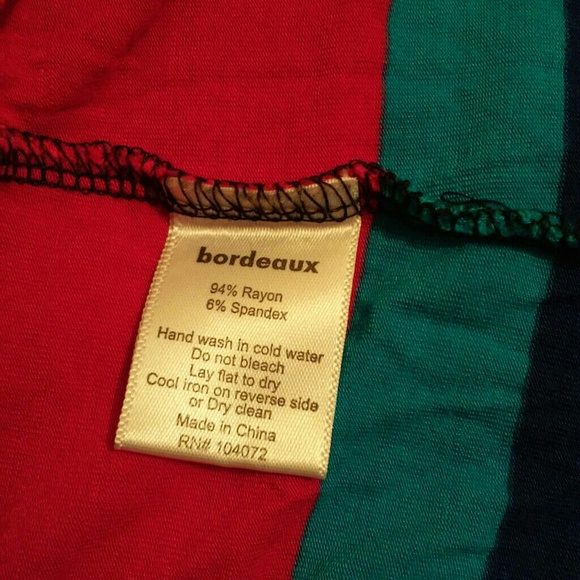 bordeaux
94% Rayon
6% Spandex
Hand wash in cold water
Do not bleach
Lay flat to dry
Cool iron on reverse side
or Dry clean
Made in China
RN# 104072